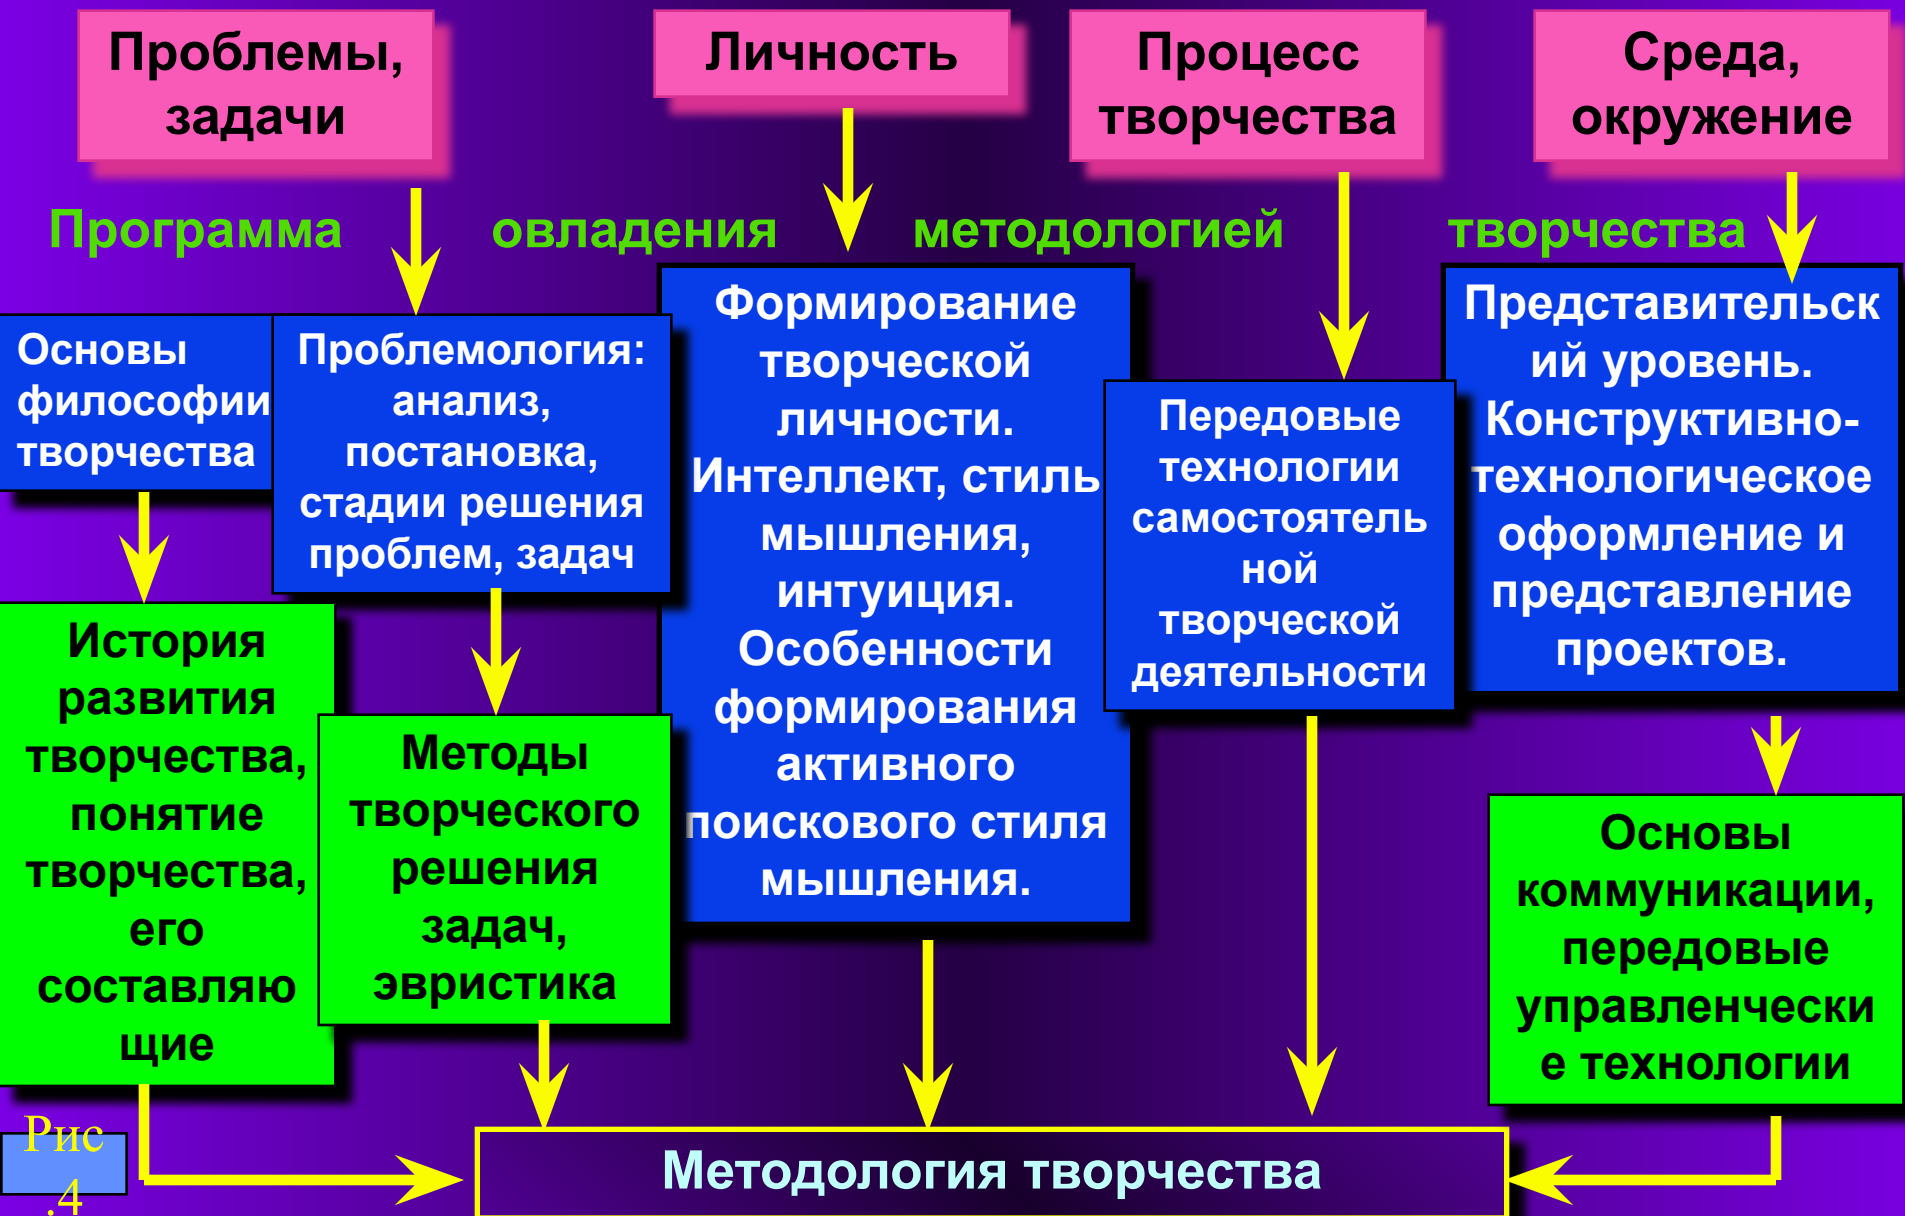 Проблемы,
задачи
Личность
Процесс
творчества
Среда,
окружение
Программа овладения методологией творчества
Основы
философии
творчества
Проблемология:
анализ,
постановка,
стадии решения
проблем, задач
Формирование
творческой
личности.
Интеллект, стиль
мышления,
интуиция.
Особенности
формирования
активного
поискового стиля
мышления.
Передовые
технологии
самостоятель
ной
творческой
деятельности
Представительск
ий уровень.
Конструктивно-
технологическое
оформление и
представление
проектов.
История
развития
творчества,
понятие
творчества,
его
составляю
щие
Методы
творческого
решения
задач,
эвристика
Основы
коммуникации,
передовые
управленчески
е технологии
Рис
.4
Методология творчества